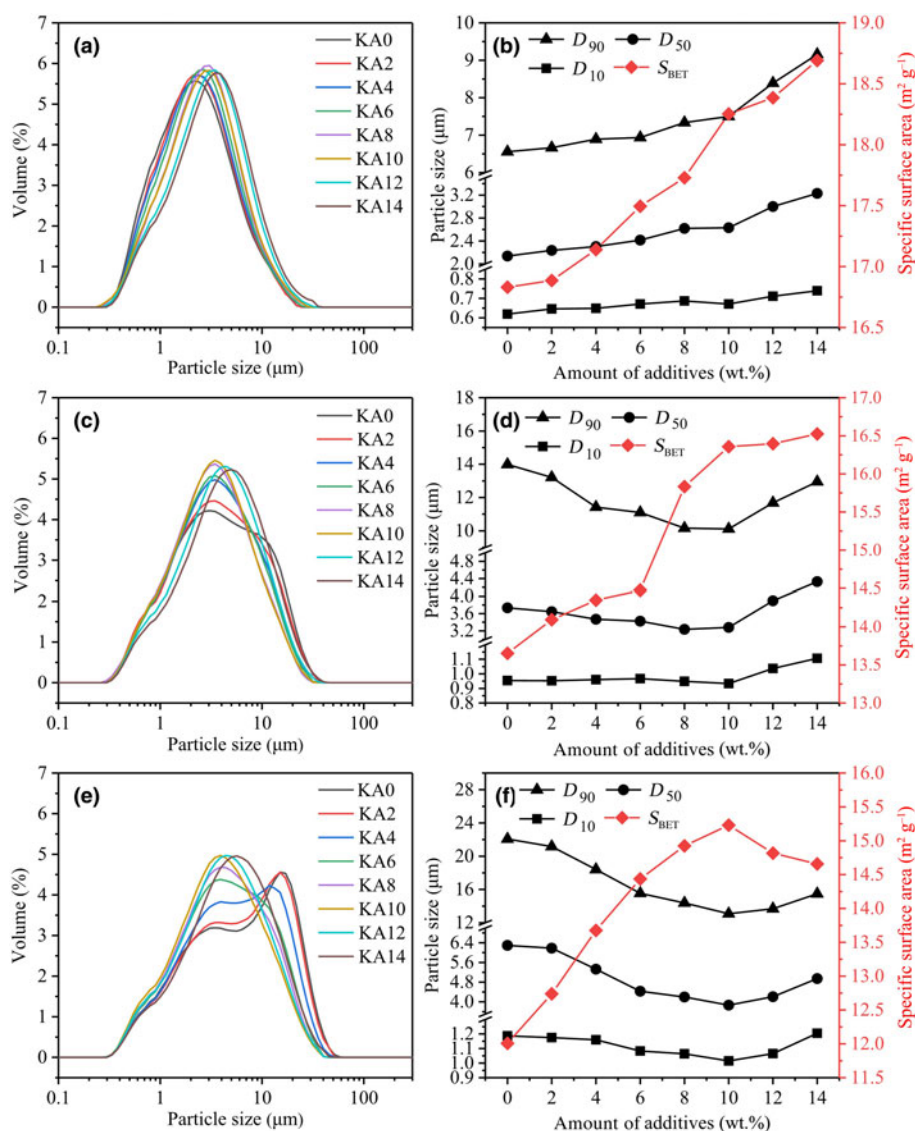 (a)
KA0
KA2
KA4
KA6
KA8
KA10
KA12
KA14
Volume (%)
7
6
5
4
3
2
1
0
0.1 1 10 100
Particle size (μm)
(b)
D90 D50
D10 SBET
Particle size (μm)
10
9
8
7
6
3.2
2.4
2.0
0.8
0.7
0.6
0 2 4 6 8 10 12 14
Amount of additives (wt.%)
19.0
18.5
18.0
17.5
17.0
16.5
Specific surface area (m² g⁻¹)
(c)
KA0
KA2
KA4
KA6
KA8
KA10
KA12
KA14
Volume (%)
7
6
5
4
3
2
1
0
0.1 1 10 100
Particle size (μm)
(d)
D90 D50
D10 SBET
Particle size (μm)
18
16
14
12
10
4.8
4.4
4.0
3.6
3.2
1.1
1.0
0.9
0.8
0 2 4 6 8 10 12 14
Amount of additives (wt.%)
17.0
16.5
16.0
15.5
15.0
14.5
14.0
13.5
13.0
Specific surface area (m² g⁻¹)
(e)
KA0
KA2
KA4
KA6
KA8
KA10
KA12
KA14
Volume (%)
7
6
5
4
3
2
1
0
0.1 1 10 100
Particle size (μm)
(f)
D90 D50
D10 SBET
Particle size (μm)
28
24
20
16
12
6.4
5.6
4.8
4.0
1.2
1.1
1.0
0.9
0 2 4 6 8 10 12 14
Amount of additives (wt.%)
16.0
15.5
15.0
14.5
14.0
13.5
13.0
12.5
12.0
11.5
Specific surface area (m² g⁻¹)